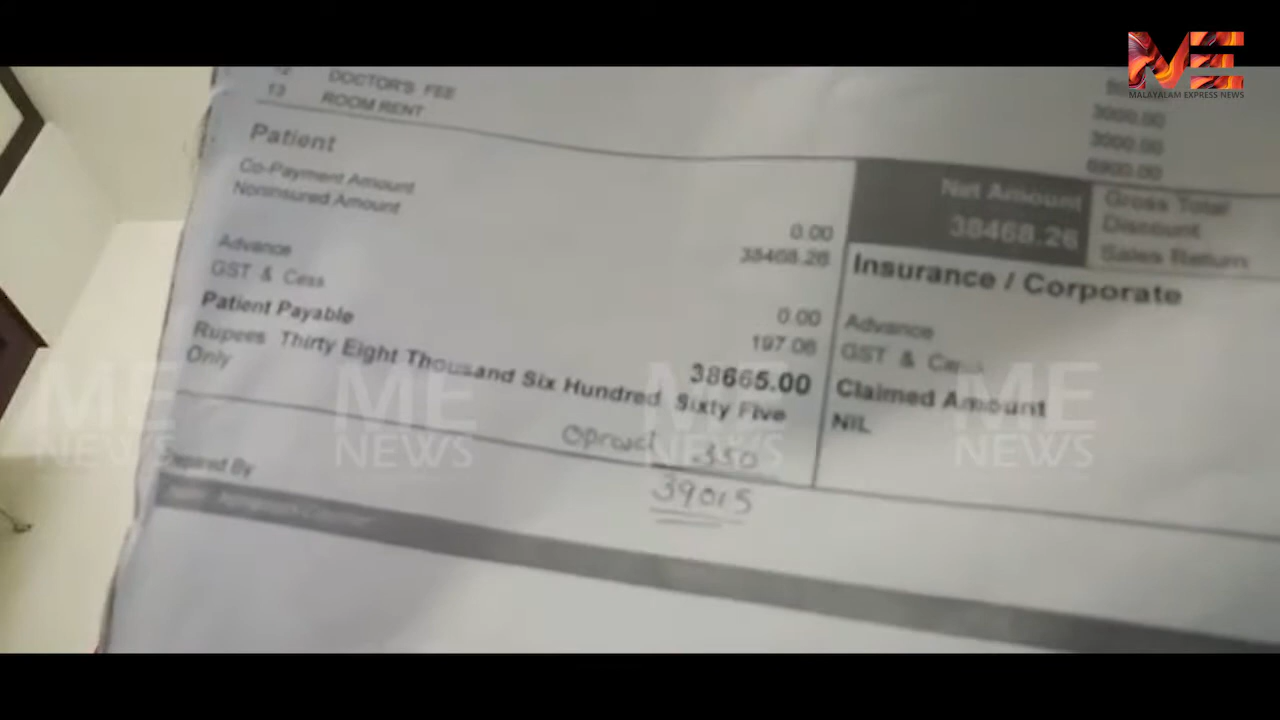 ME
MALAYALAM EXPRESS NEWS
DOCTOR'S FEE
13 ROOM RENT
3000.00
3000.00
Patient
Co-Payment Amount 0.00
Noninsured Amount 38468.26
Advance 0.00
GST & Cess 197.06
Patient Payable 38665.00
Rupees Thirty Eight Thousand Six Hundred Sixty Five
Only
350
39015
Net Amount
38468.26
Gross Total
Discount
Sales Return
Insurance / Corporate
Advance
GST & Cess
Claimed Amount
NIL
Prepared By
ME NEWS
ME NEWS
ME NEWS
ME NEWS